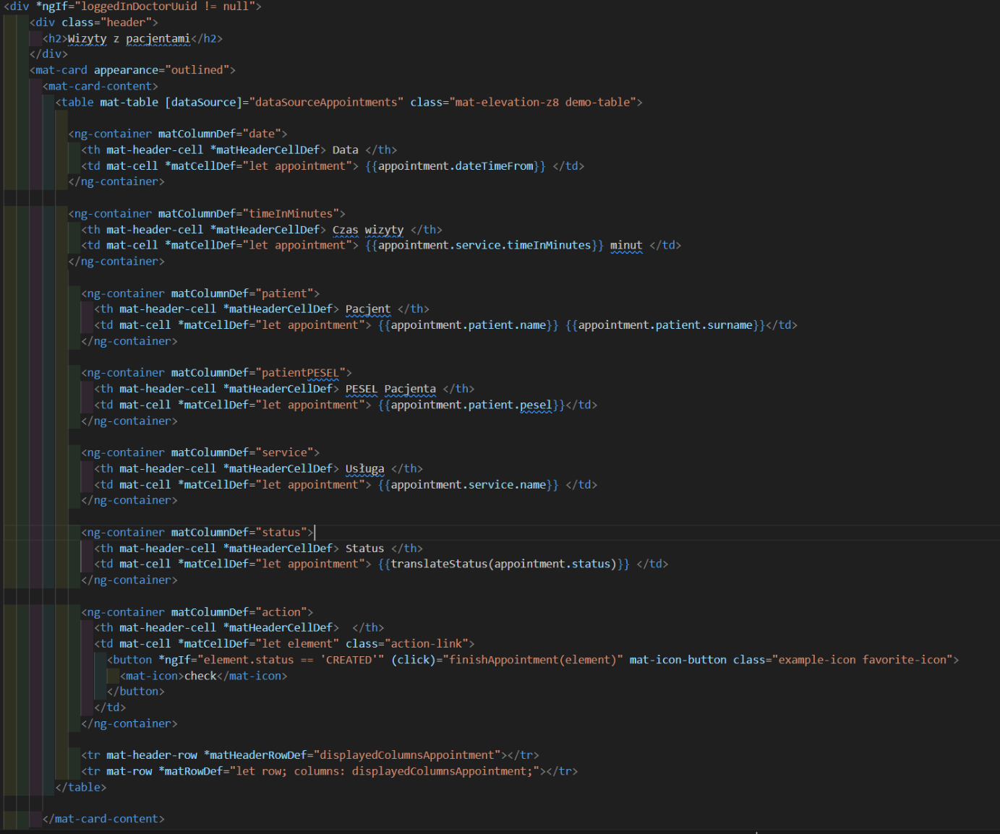 <div *ngIf="loggedInDoctorUuid != null">
<div class="header">
<h2>Wizyty z pacjentami</h2>
</div>
<mat-card appearance="outlined">
<mat-card-content>
<table mat-table [dataSource]="dataSourceAppointments" class="mat-elevation-z8 demo-table">
<ng-container matColumnDef="date">
<th mat-header-cell *matHeaderCellDef> Data </th>
<td mat-cell *matCellDef="let appointment"> {{appointment.dateTimeFrom}} </td>
</ng-container>
<ng-container matColumnDef="timeInMinutes">
<th mat-header-cell *matHeaderCellDef> Czas wizyty </th>
<td mat-cell *matCellDef="let appointment"> {{appointment.service.timeInMinutes}} minut </td>
</ng-container>
<ng-container matColumnDef="patient">
<th mat-header-cell *matHeaderCellDef> Pacjent </th>
<td mat-cell *matCellDef="let appointment"> {{appointment.patient.name}} {{appointment.patient.surname}}</td>
</ng-container>
<ng-container matColumnDef="patientPESEL">
<th mat-header-cell *matHeaderCellDef> PESEL Pacjenta </th>
<td mat-cell *matCellDef="let appointment"> {{appointment.patient.pesel}}</td>
</ng-container>
<ng-container matColumnDef="service">
<th mat-header-cell *matHeaderCellDef> Usługa </th>
<td mat-cell *matCellDef="let appointment"> {{appointment.service.name}} </td>
</ng-container>
<ng-container matColumnDef="status">
<th mat-header-cell *matHeaderCellDef> Status </th>
<td mat-cell *matCellDef="let appointment"> {{translateStatus(appointment.status)}} </td>
</ng-container>
<ng-container matColumnDef="action">
<th mat-header-cell *matHeaderCellDef>  </th>
<td mat-cell *matCellDef="let element" class="action-link">
<button *ngIf="element.status == 'CREATED'" (click)="finishAppointment(element)" mat-icon-button class="example-icon favorite-icon">
<mat-icon>check</mat-icon>
</button>
</td>
</ng-container>
<tr mat-header-row *matHeaderRowDef="displayedColumnsAppointment"></tr>
<tr mat-row *matRowDef="let row; columns: displayedColumnsAppointment;"></tr>
</table>
</mat-card-content>